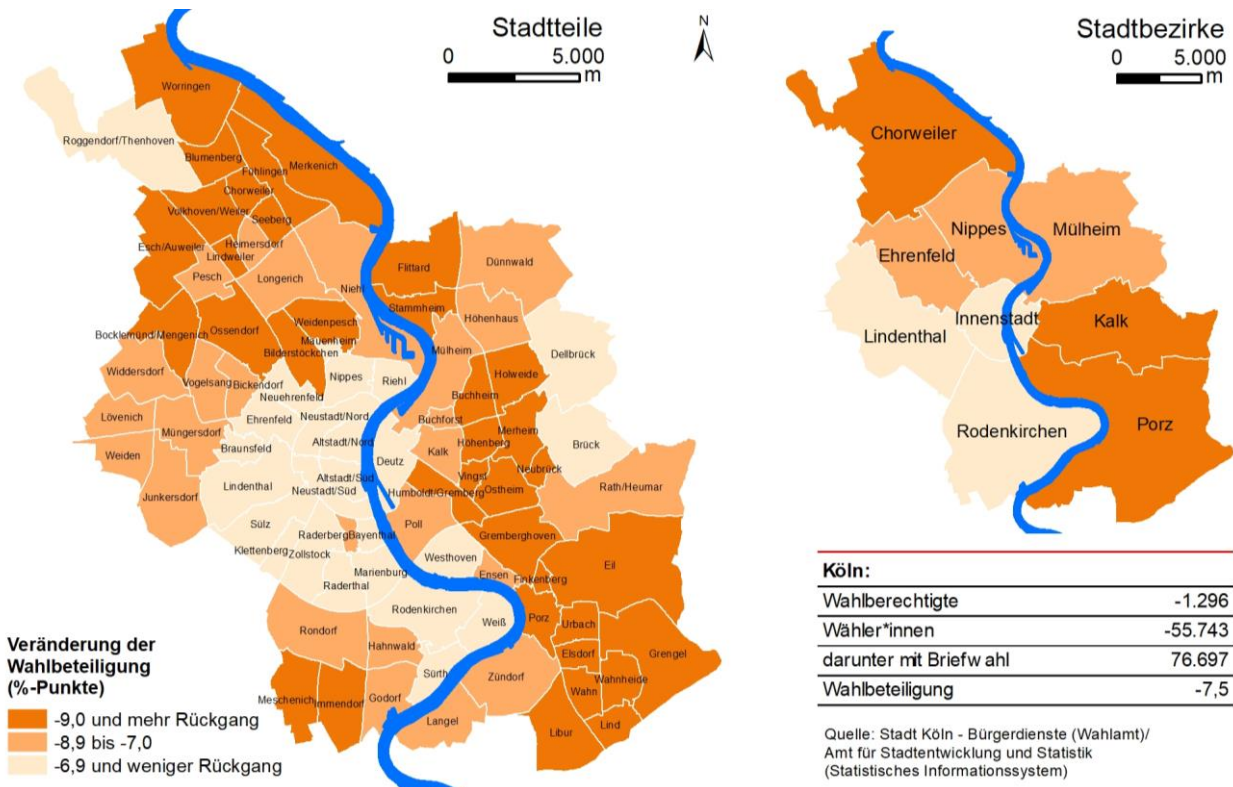 Stadtteile
0 5.000
m
N
Stadtbezirke
0 5.000
m
Worringen
Roggendorf/Thenhoven
Blumenberg
Fühlingen
Merkenich
Chorweiler
Volkhoven/Weiler
Seeberg
Esch/Auweiler
Heimersdorf
Lindweiler
Pesch
Longerich
Niehl
Flittard
Dünnwald
Stammheim
Höhenhaus
Bocklemünd/Mengenich
Ossendorf
Weidenpesch
Mauenheim
Bilderstöckchen
Mülheim
Dellbrück
Widdersdorf
Vogelsang
Bickendorf
Nippes
Riehl
Holweide
Neuehrenfeld
Buchheim
Lövenich
Müngersdorf
Ehrenfeld
Neustadt/Nord
Buchforst
Merheim
Brück
Weiden
Braunsfeld
Altstadt/Nord
Deutz
Kalk
Höhenberg
Neubrück
Junkersdorf
Lindenthal
Altstadt/Süd
Neustadt/Süd
Vingst
Ostheim
Rath/Heumar
Humboldt/Gremberg
Sülz
Raderberg
Bayenthal
Poll
Gremberghoven
Klettenberg
Zollstock
Marienburg
Westhoven
Eil
Raderthal
Ensen
Finkenberg
Rodenkirchen
Weiß
Porz
Urbach
Rondorf
Hahnwald
Elsdorf
Grengel
Sürth
Zündorf
Wahnheide
Wahn
Meschenich
Immendorf
Godorf
Langel
Lind
Libur
Veränderung der
Wahlbeteiligung
(%-Punkte)
-9,0 und mehr Rückgang
-8,9 bis -7,0
-6,9 und weniger Rückgang
Chorweiler
Nippes
Mülheim
Ehrenfeld
Innenstadt
Kalk
Lindenthal
Rodenkirchen
Porz
Köln:
Wahlberechtigte -1.296
Wähler*innen -55.743
darunter mit Briefwahl 76.697
Wahlbeteiligung -7,5
Quelle: Stadt Köln - Bürgerdienste (Wahlamt)/
Amt für Stadtentwicklung und Statistik
(Statistisches Informationssystem)